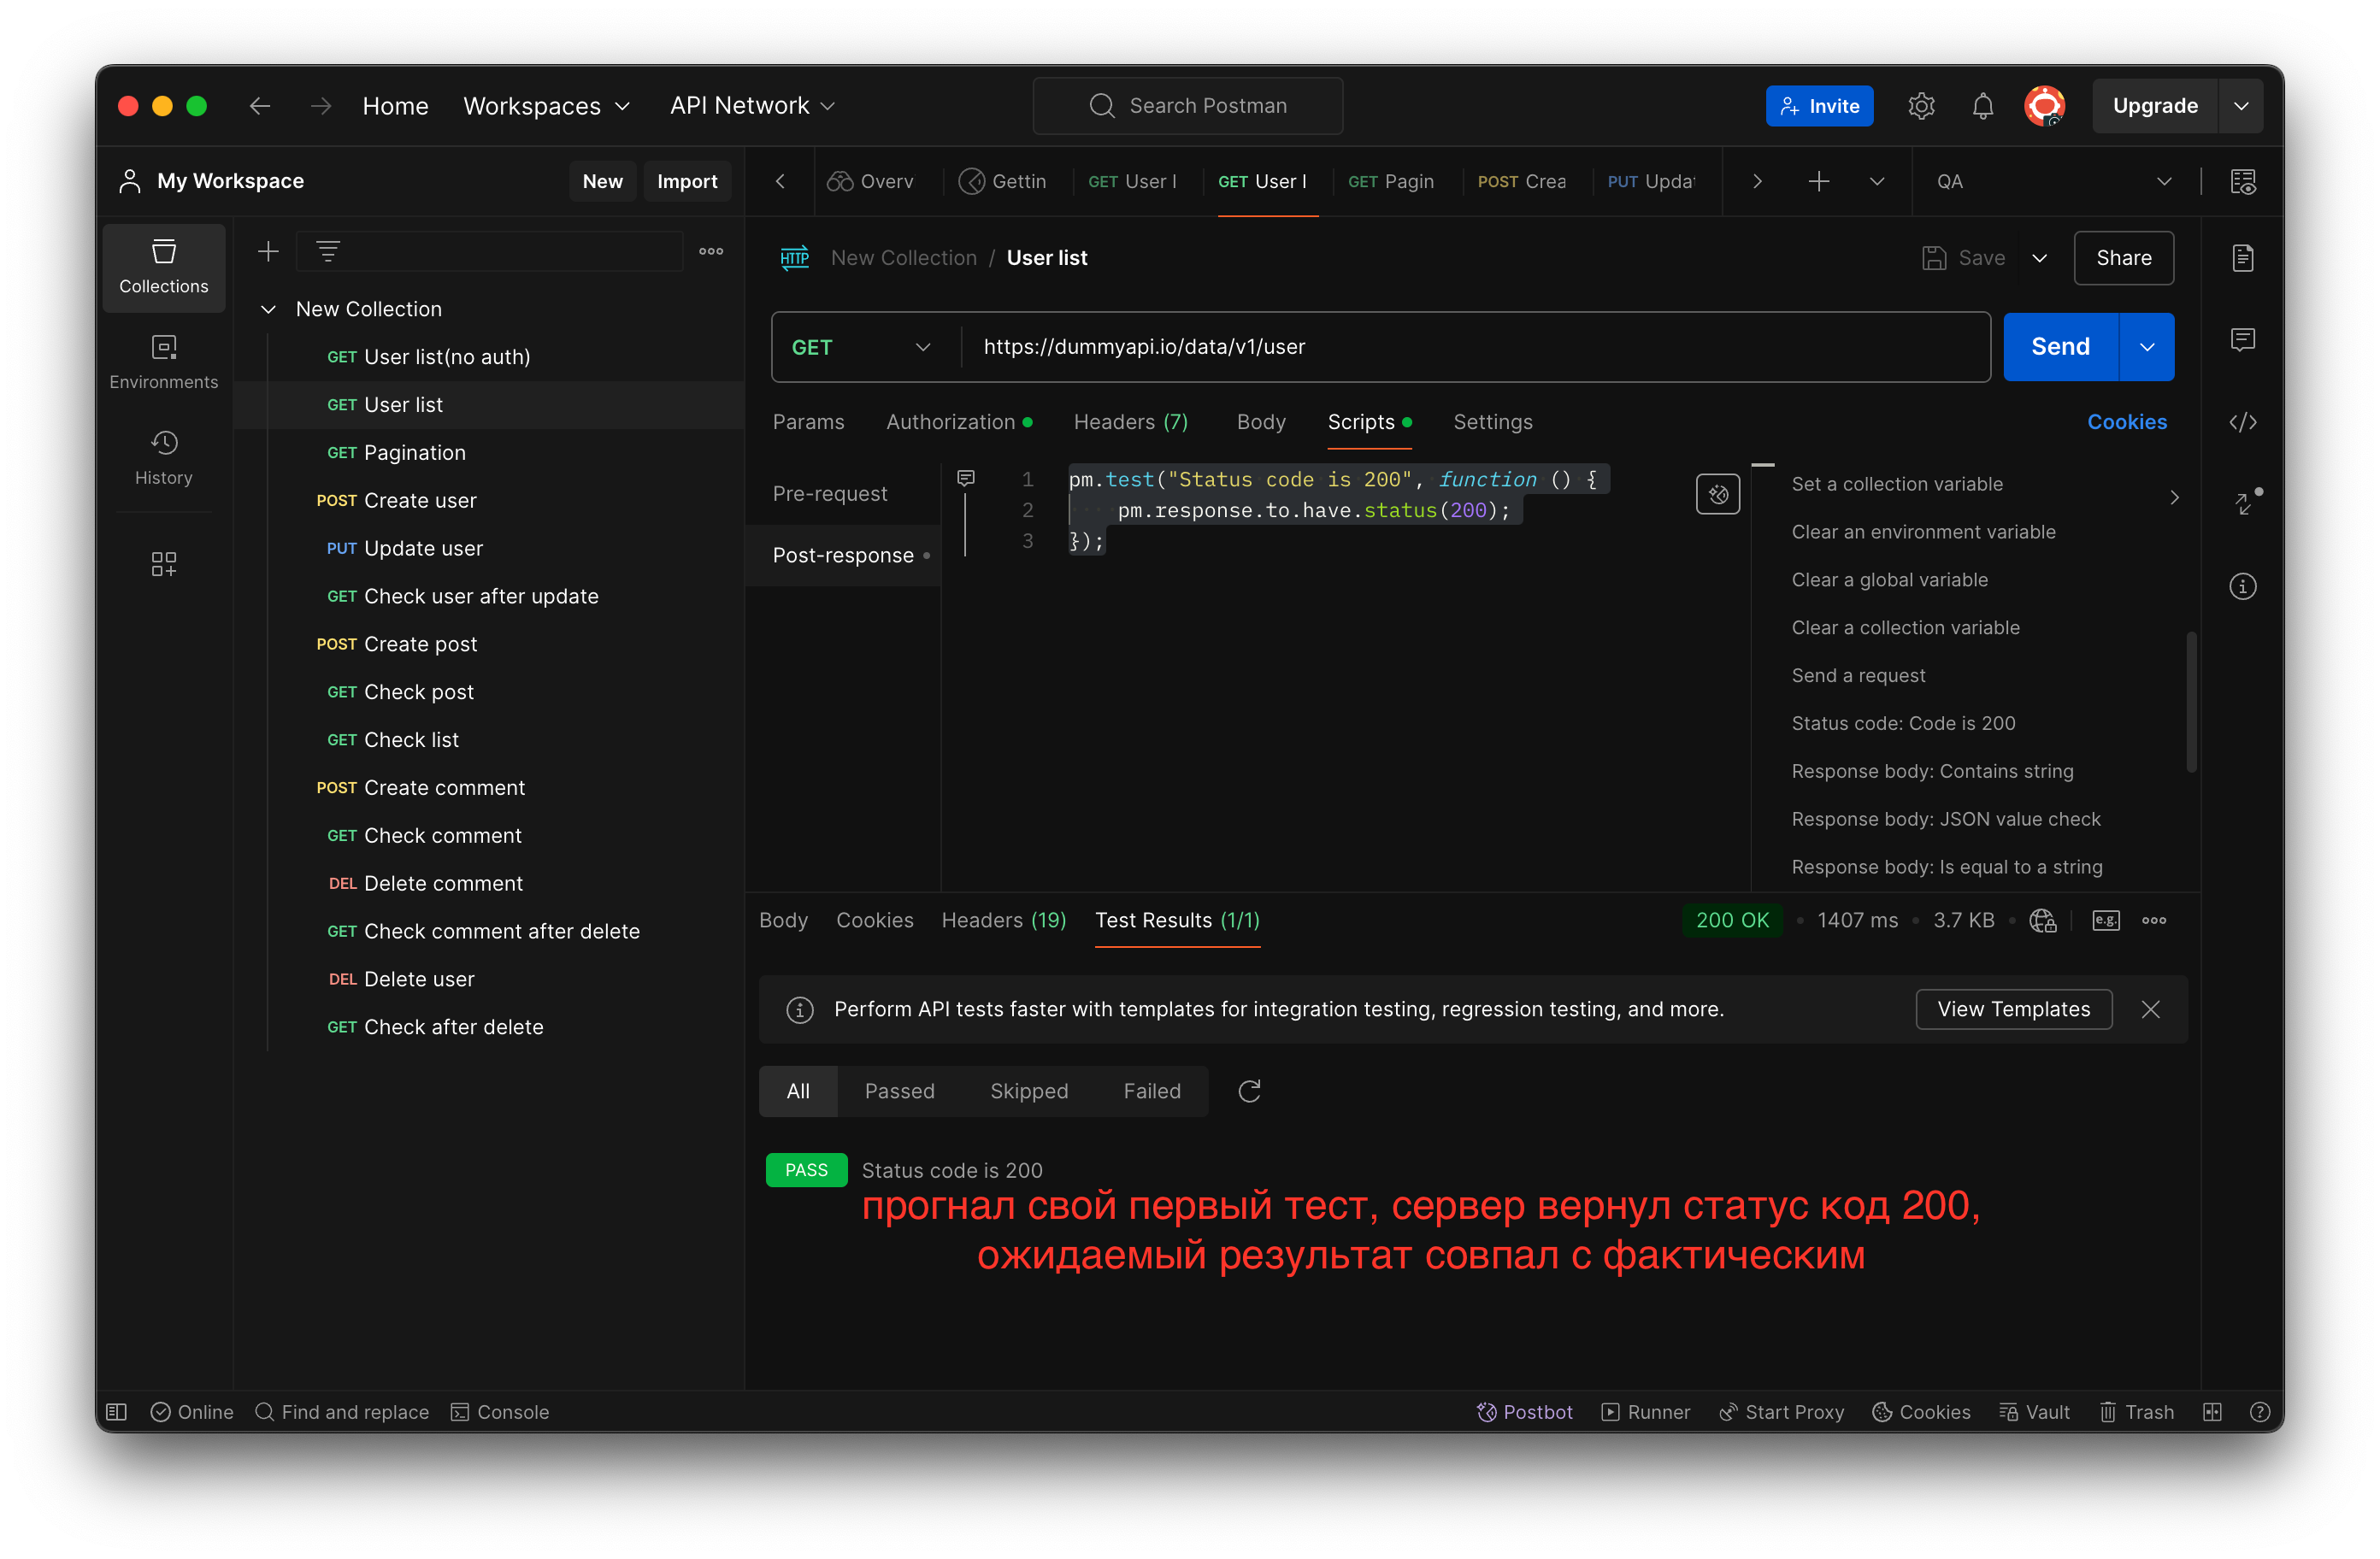 Home
Workspaces
API Network
Search Postman
Invite
Upgrade
My Workspace
New
Import
Overv
Gettin
GET User l
GET User l
GET Pagin
POST Crea
PUT Updat
QA
Collections
Environments
History
New Collection
GET User list(no auth)
GET User list
GET Pagination
POST Create user
PUT Update user
GET Check user after update
POST Create post
GET Check post
GET Check list
POST Create comment
GET Check comment
DEL Delete comment
GET Check comment after delete
DEL Delete user
GET Check after delete
HTTP New Collection / User list
Save
Share
GET
https://dummyapi.io/data/v1/user
Send
Params
Authorization
Headers (7)
Body
Scripts
Settings
Cookies
Pre-request
Post-response
1 pm.test("Status code is 200", function () {
2 pm.response.to.have.status(200);
3 });
Set a collection variable
Clear an environment variable
Clear a global variable
Clear a collection variable
Send a request
Status code: Code is 200
Response body: Contains string
Response body: JSON value check
Response body: Is equal to a string
Body
Cookies
Headers (19)
Test Results (1/1)
200 OK
1407 ms
3.7 KB
e.g.
Perform API tests faster with templates for integration testing, regression testing, and more.
View Templates
All
Passed
Skipped
Failed
PASS Status code is 200
прогнал свой первый тест, сервер вернул статус код 200,
ожидаемый результат совпал с фактическим
Online
Find and replace
Console
Postbot
Runner
Start Proxy
Cookies
Vault
Trash